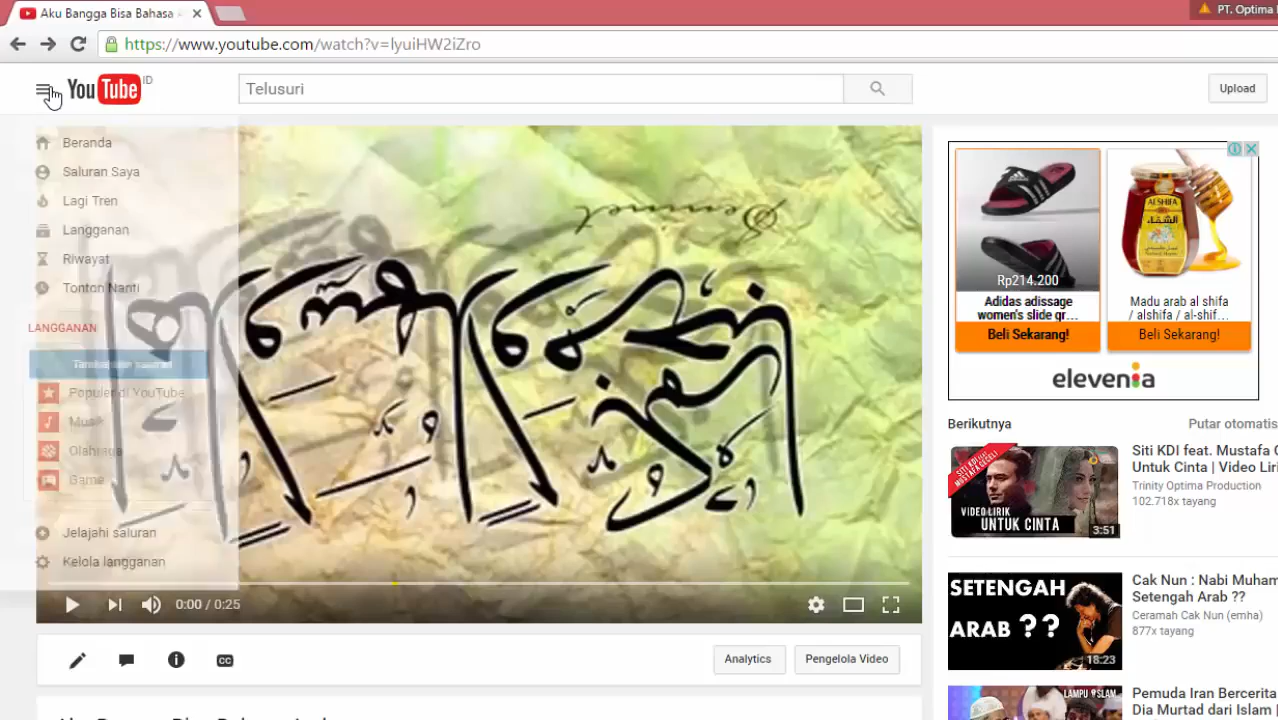 Aku Bangga Bisa Bahasa
PT. Optima
https://www.youtube.com/watch?v=lyuiHW2iZro
YouTube ID
Telusuri
Upload
Beranda
Saluran Saya
Lagi Tren
Langganan
Riwayat
Tonton Nanti
LANGGANAN
Populer di YouTube
Musik
Olahraga
Game
Jelajahi saluran
Kelola langganan
0:00 / 0:25
Analytics
Pengelola Video
Rp214.200
Adidas adissage
women's slide gr...
Beli Sekarang!
ALSHIFA
الشفاء
Madu arab al shifa
/ alshifa / al-shif...
Beli Sekarang!
elevenia
Berikutnya
Putar otomatis
VIDEO LIRIK
UNTUK CINTA
3:51
Siti KDI feat. Mustafa
Untuk Cinta | Video Liri
Trinity Optima Production
102.718x tayang
SETENGAH
ARAB ??
18:23
Cak Nun : Nabi Muham
Setengah Arab ??
Ceramah Cak Nun (emha)
877x tayang
LAMPU ISLAM
Pemuda Iran Bercerita
Dia Murtad dari Islam |